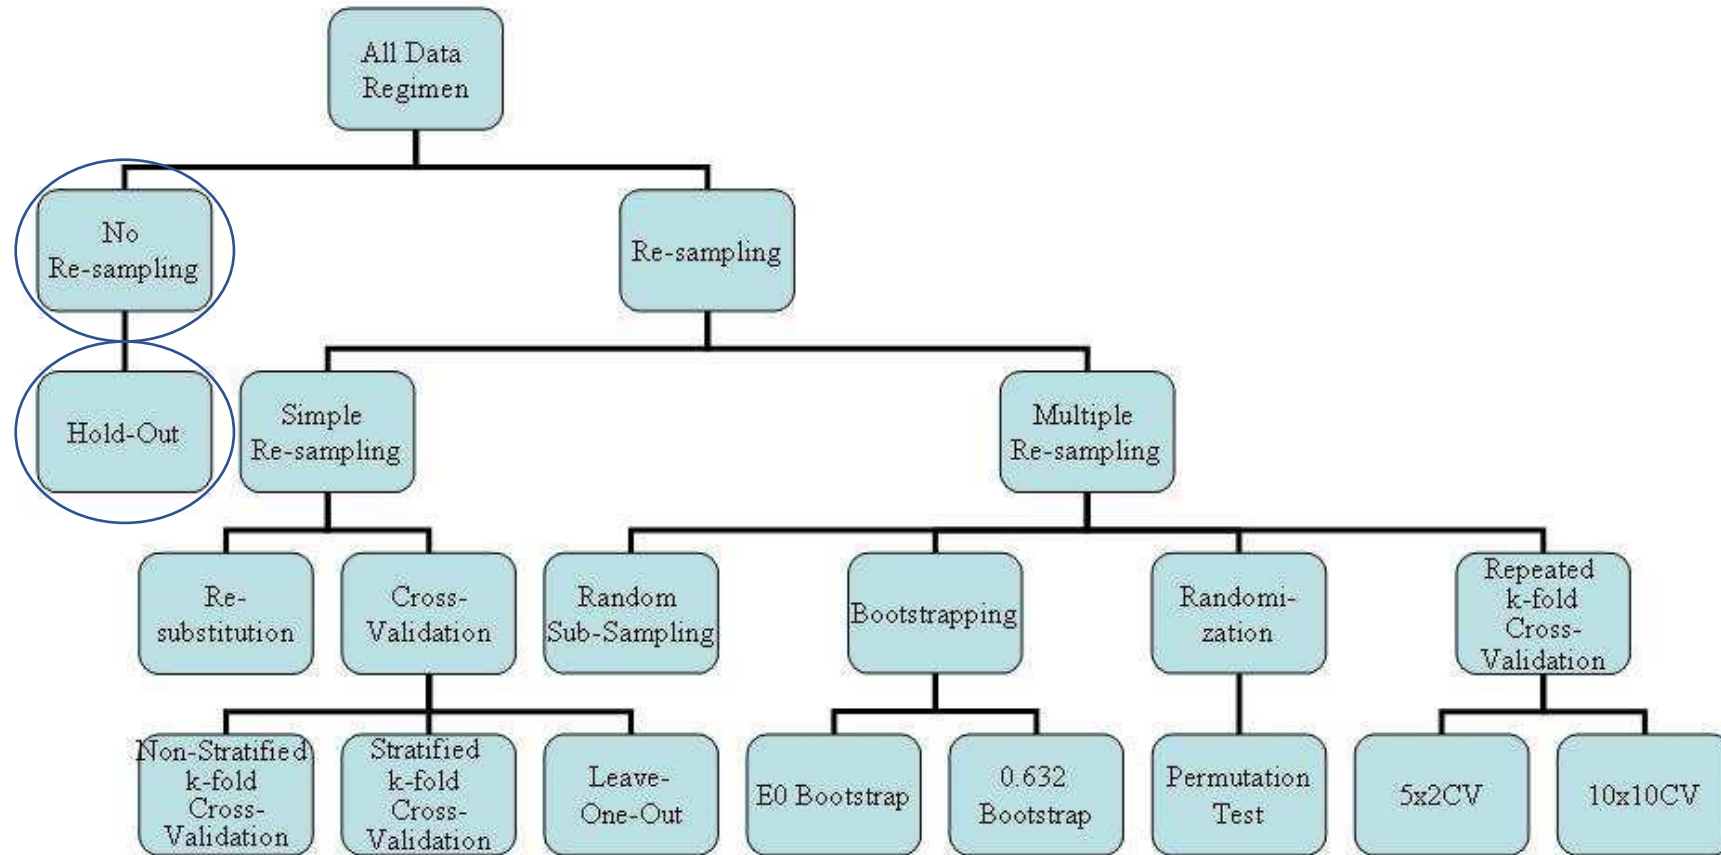 All Data
Regimen
No
Re-sampling
Re-sampling
Hold-Out
Simple
Re-sampling
Multiple
Re-sampling
Re-
substitution
Cross-
Validation
Random
Sub-Sampling
Bootstrapping
Randomi-
zation
Repeated
k-fold
Cross-
Validation
Non-Stratified
k-fold
Cross-
Validation
Stratified
k-fold
Cross-
Validation
Leave-
One-Out
E0 Bootstrap
0.632
Bootstrap
Permutation
Test
5x2CV
10x10CV